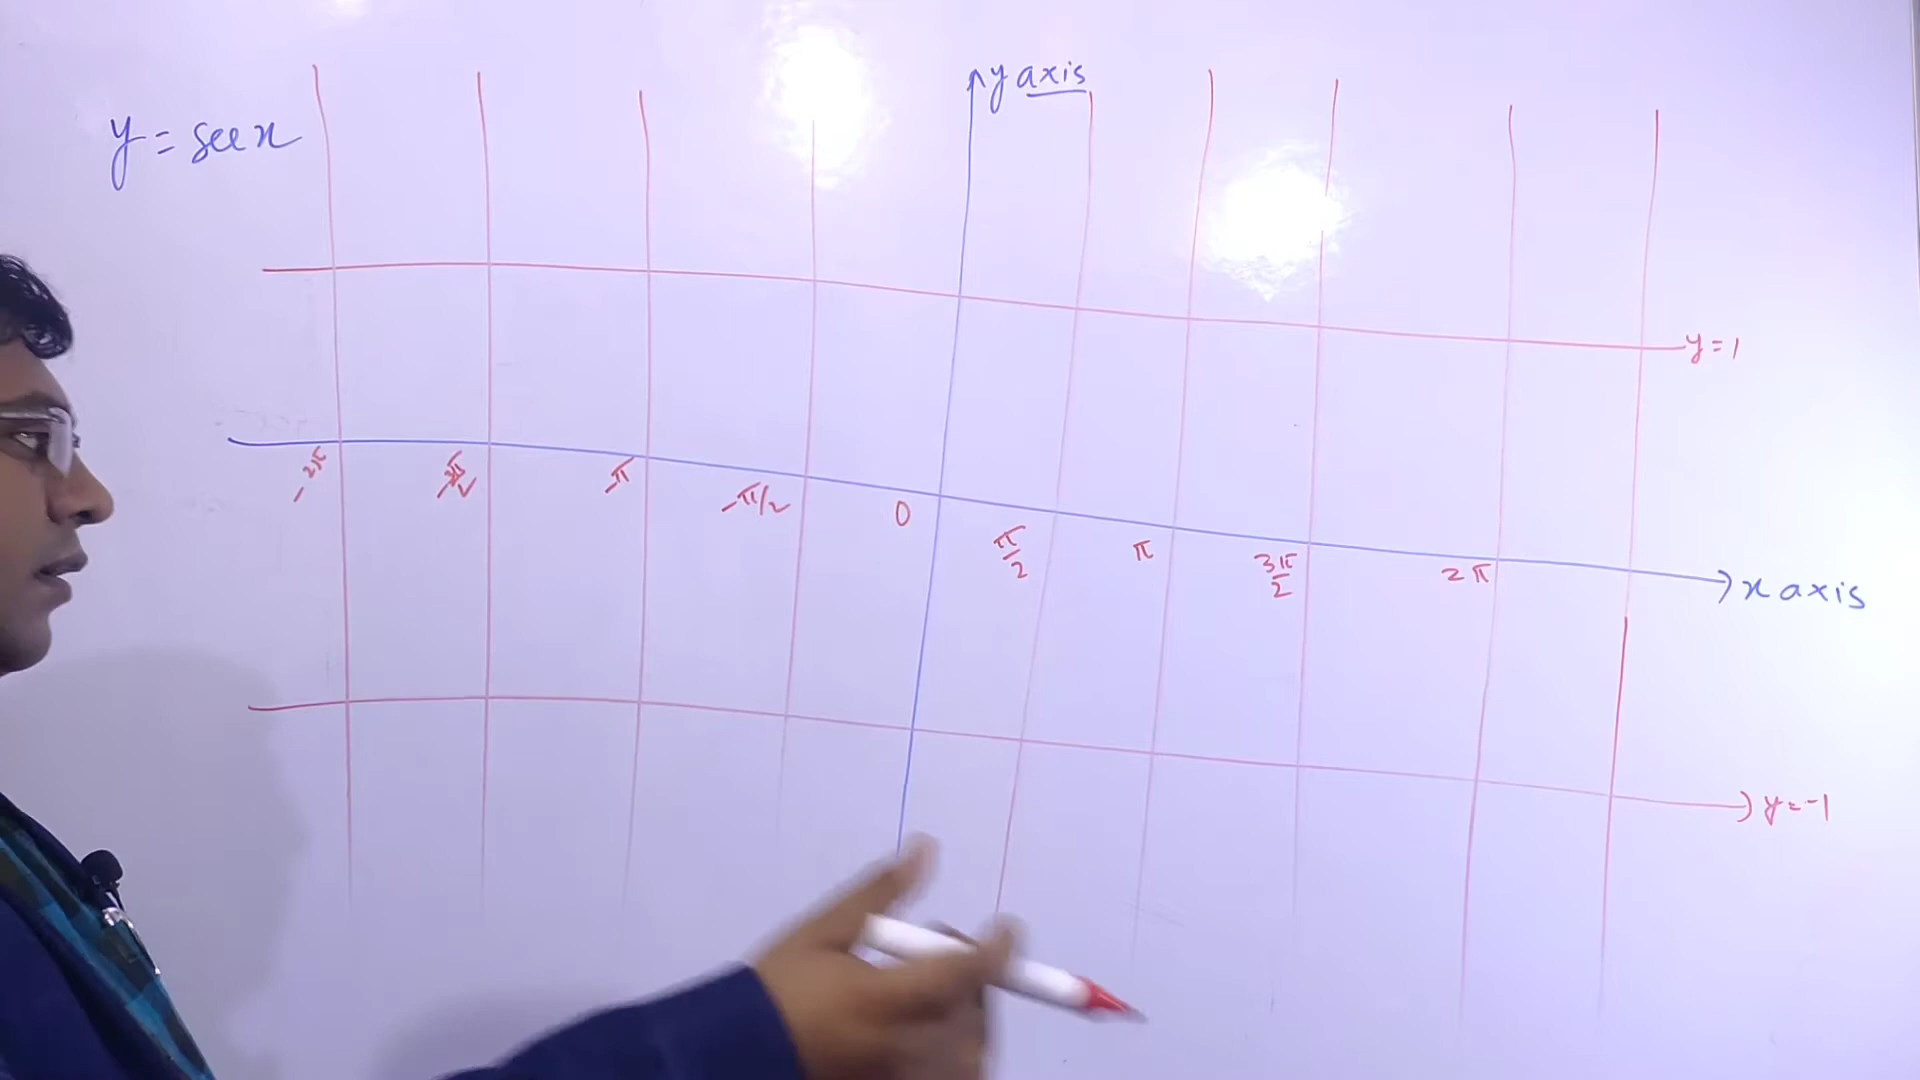 y axis
y = sec x
y = 1
-2π
-3π/2
-π
-π/2
0
π/2
π
3π/2
2π
x axis
y = -1